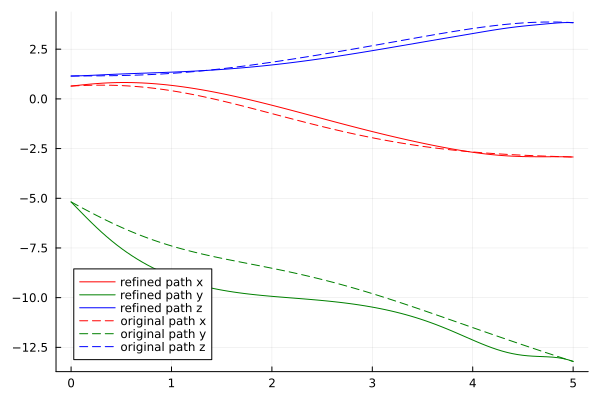 2.5
0.0
−2.5
−5.0
−7.5
−10.0
−12.5
refined path x
refined path y
refined path z
original path x
original path y
original path z
0 1 2 3 4 5